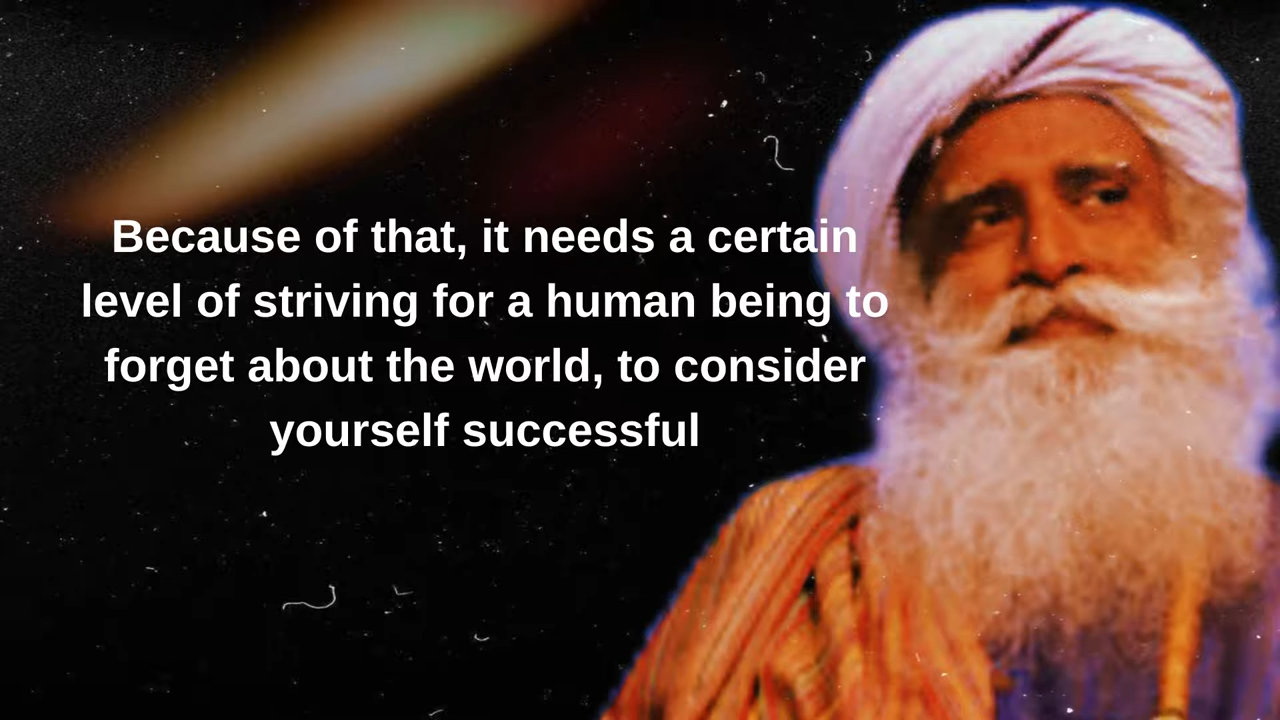 Because of that, it needs a certain
level of striving for a human being to
forget about the world, to consider
yourself successful